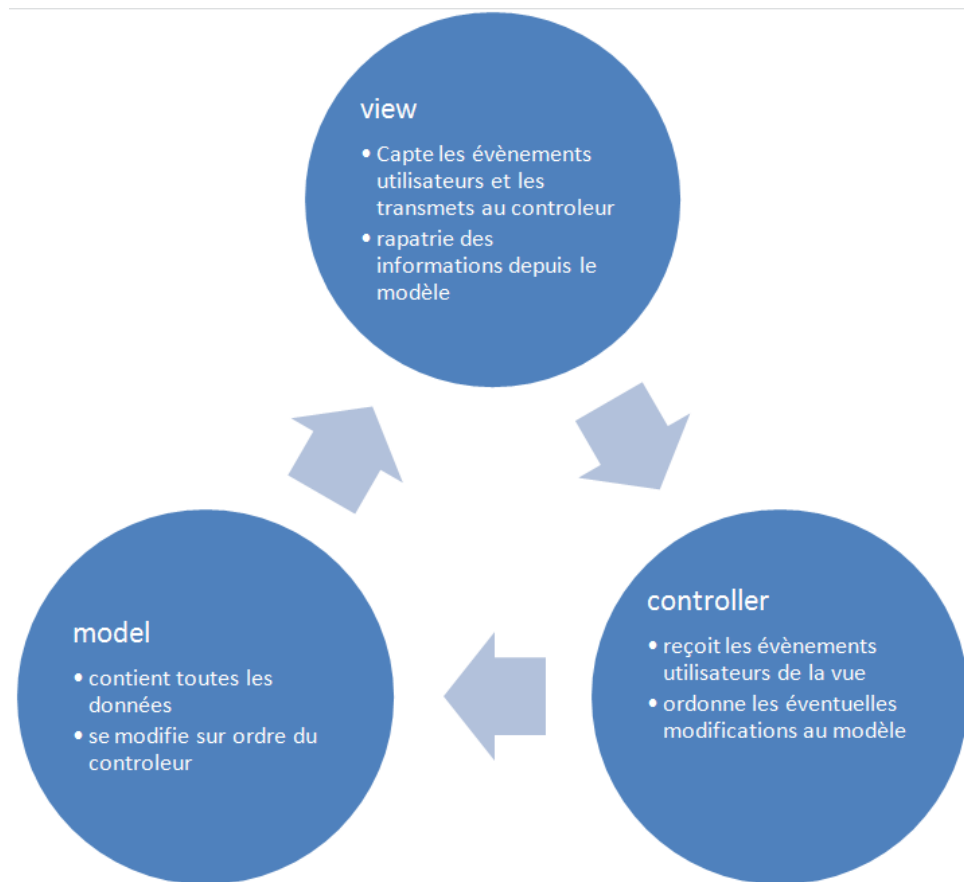 view
• Capte les évènements
utilisateurs et les
transmets au controleur
• rapatrie des
informations depuis le
modèle
model
• contient toutes les
données
• se modifie sur ordre du
controleur
controller
• reçoit les évènements
utilisateurs de la vue
• ordonne les éventuelles
modifications au modèle